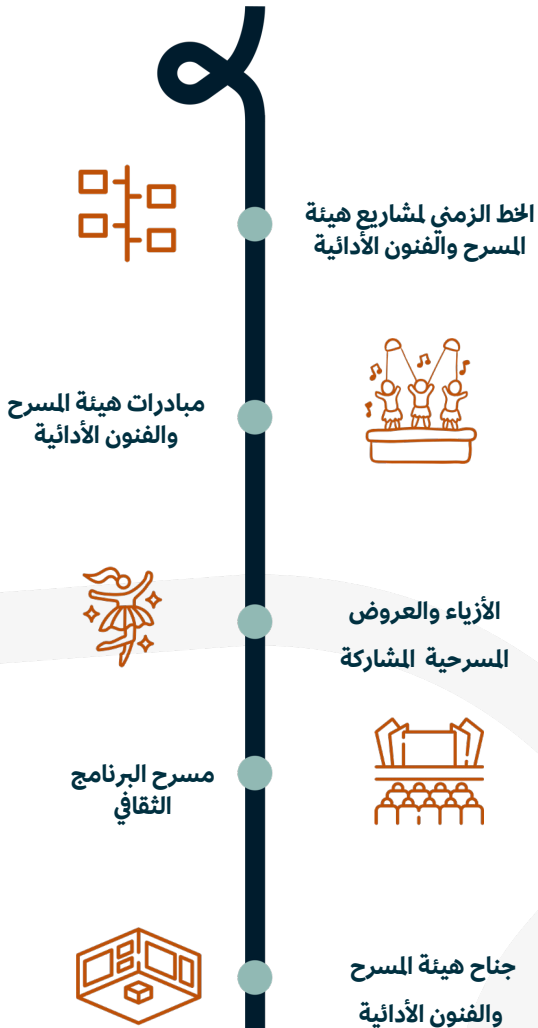 الخط الزمني لمشاريع هيئة
المسرح والفنون الأدائية
مبادرات هيئة المسرح
والفنون الأدائية
الأزياء والعروض
المسرحية المشاركة
مسرح البرنامج
الثقافي
جناح هيئة المسرح
والفنون الأدائية